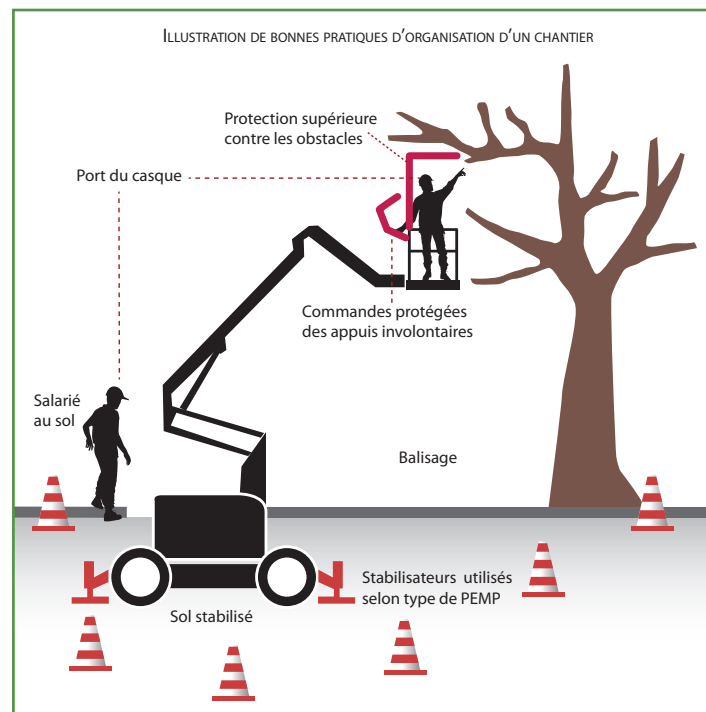 ILLUSTRATION DE BONNES PRATIQUES D'ORGANISATION D'UN CHANTIER
Protection supérieure
contre les obstacles
Port du casque
Commandes protégées
des appuis involontaires
Salarié
au sol
Balisage
Stabilisateurs utilisés
selon type de PEMP
Sol stabilisé